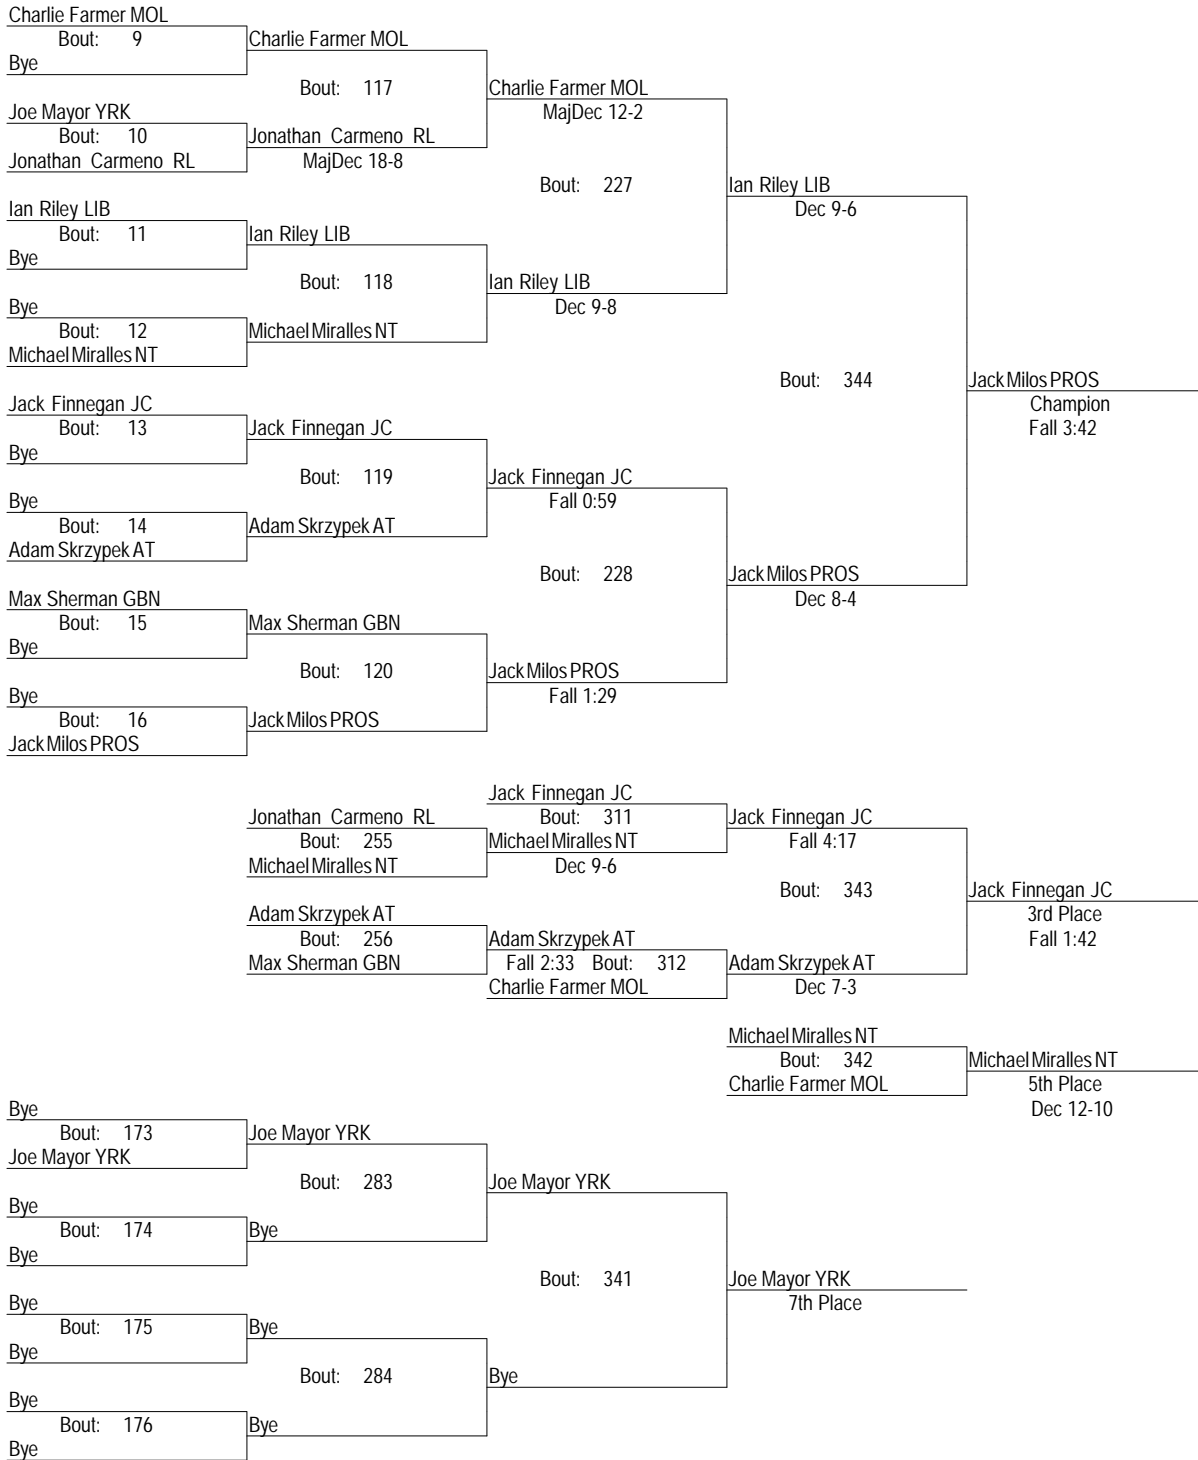 Charlie Farmer MOL
Bout: 9
Charlie Farmer MOL
Bye
Bout: 117
Charlie Farmer MOL
Joe Mayor YRK
MajDec 12-2
Bout: 10
Jonathan Carmeno RL
Jonathan Carmeno RL
MajDec 18-8
Bout: 227
Ian Riley LIB
Ian Riley LIB
Dec 9-6
Bout: 11
Ian Riley LIB
Bye
Bout: 118
Ian Riley LIB
Bye
Dec 9-8
Bout: 12
Michael Miralles NT
Michael Miralles NT
Bout: 344
Jack Milos PROS
Jack Finnegan JC
Champion
Bout: 13
Jack Finnegan JC
Fall 3:42
Bye
Bout: 119
Jack Finnegan JC
Bye
Fall 0:59
Bout: 14
Adam Skrzypek AT
Adam Skrzypek AT
Bout: 228
Jack Milos PROS
Max Sherman GBN
Dec 8-4
Bout: 15
Max Sherman GBN
Bye
Bout: 120
Jack Milos PROS
Bye
Fall 1:29
Bout: 16
Jack Milos PROS
Jack Milos PROS
Jack Finnegan JC
Jonathan Carmeno RL
Bout: 311
Jack Finnegan JC
Bout: 255
Michael Miralles NT
Fall 4:17
Michael Miralles NT
Dec 9-6
Bout: 343
Jack Finnegan JC
Adam Skrzypek AT
3rd Place
Bout: 256
Adam Skrzypek AT
Fall 1:42
Max Sherman GBN
Fall 2:33 Bout: 312
Adam Skrzypek AT
Charlie Farmer MOL
Dec 7-3
Michael Miralles NT
Bout: 342
Michael Miralles NT
Charlie Farmer MOL
5th Place
Dec 12-10
Bye
Bout: 173
Joe Mayor YRK
Joe Mayor YRK
Bout: 283
Joe Mayor YRK
Bye
Bout: 174
Bye
Bye
Bout: 341
Joe Mayor YRK
Bye
7th Place
Bout: 175
Bye
Bye
Bout: 284
Bye
Bye
Bout: 176
Bye
Bye